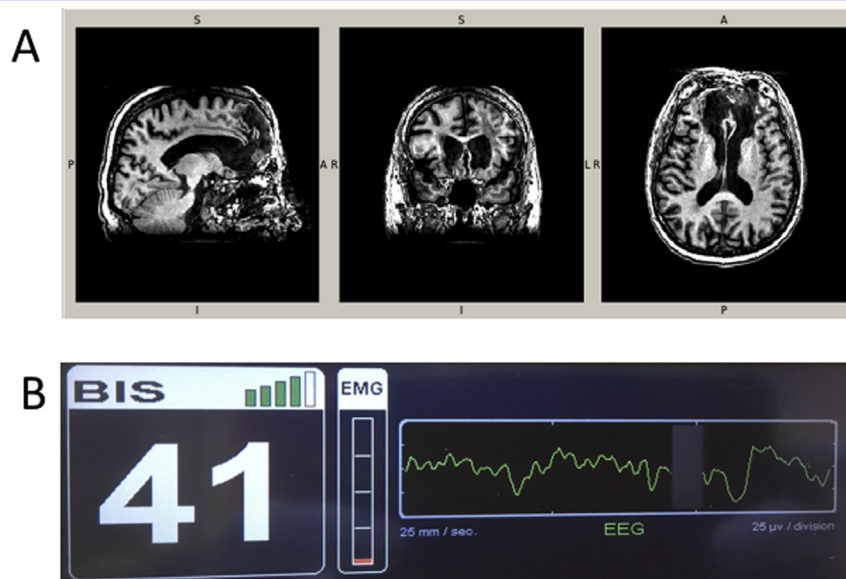 A
S
S
A
P
A R
L R
I
I
P
B
BIS
EMG
41
25 mm / sec.
EEG
25 μv / division